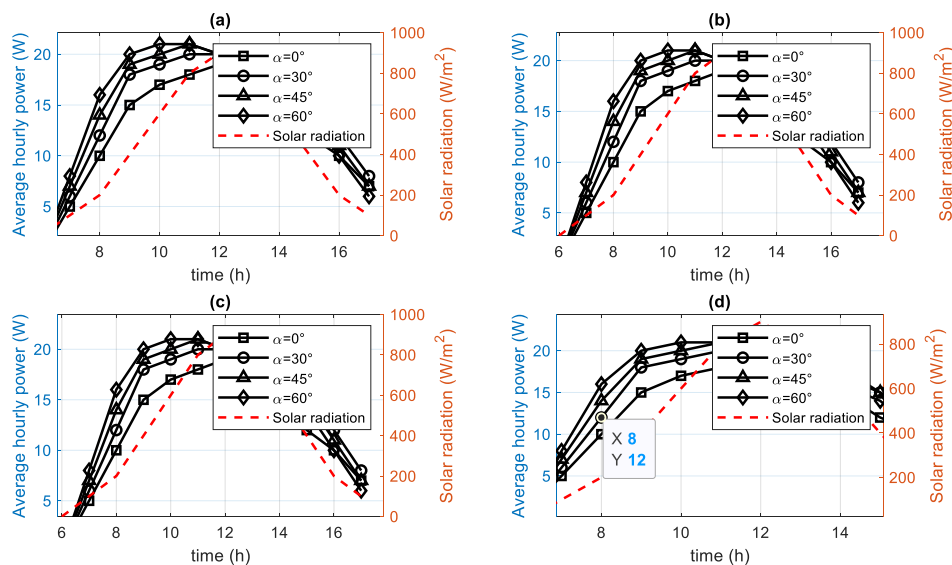 (a)
Average hourly power (W)
20
15
10
5
α=0°
α=30°
α=45°
α=60°
Solar radiation
1000
800
600
400
200
0
Solar radiation (W/m²)
8 10 12 14 16
time (h)
(b)
Average hourly power (W)
20
15
10
5
α=0°
α=30°
α=45°
α=60°
Solar radiation
1000
800
600
400
200
0
Solar radiation (W/m²)
6 8 10 12 14 16
time (h)
(c)
Average hourly power (W)
20
15
10
5
α=0°
α=30°
α=45°
α=60°
Solar radiation
1000
800
600
400
200
0
Solar radiation (W/m²)
6 8 10 12 14 16
time (h)
(d)
Average hourly power (W)
20
15
10
5
α=0°
α=30°
α=45°
α=60°
Solar radiation
X 8
Y 12
800
600
400
200
Solar radiation (W/m²)
8 10 12 14
time (h)